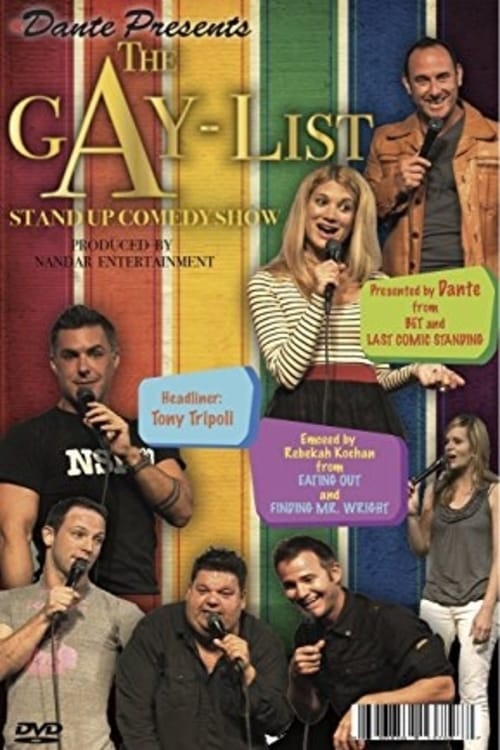 Dante Presents
THE
GAY-LIST
STAND UP COMEDY SHOW
PRODUCED BY
NANDAR ENTERTAINMENT
Presented by Dante
from
BET and
LAST COMIC STANDING
Headliner:
Tony Tripoli
Emceed by
Rebekah Kochan
from
EATING OUT
and
FINDING MR. WRIGHT
DVD